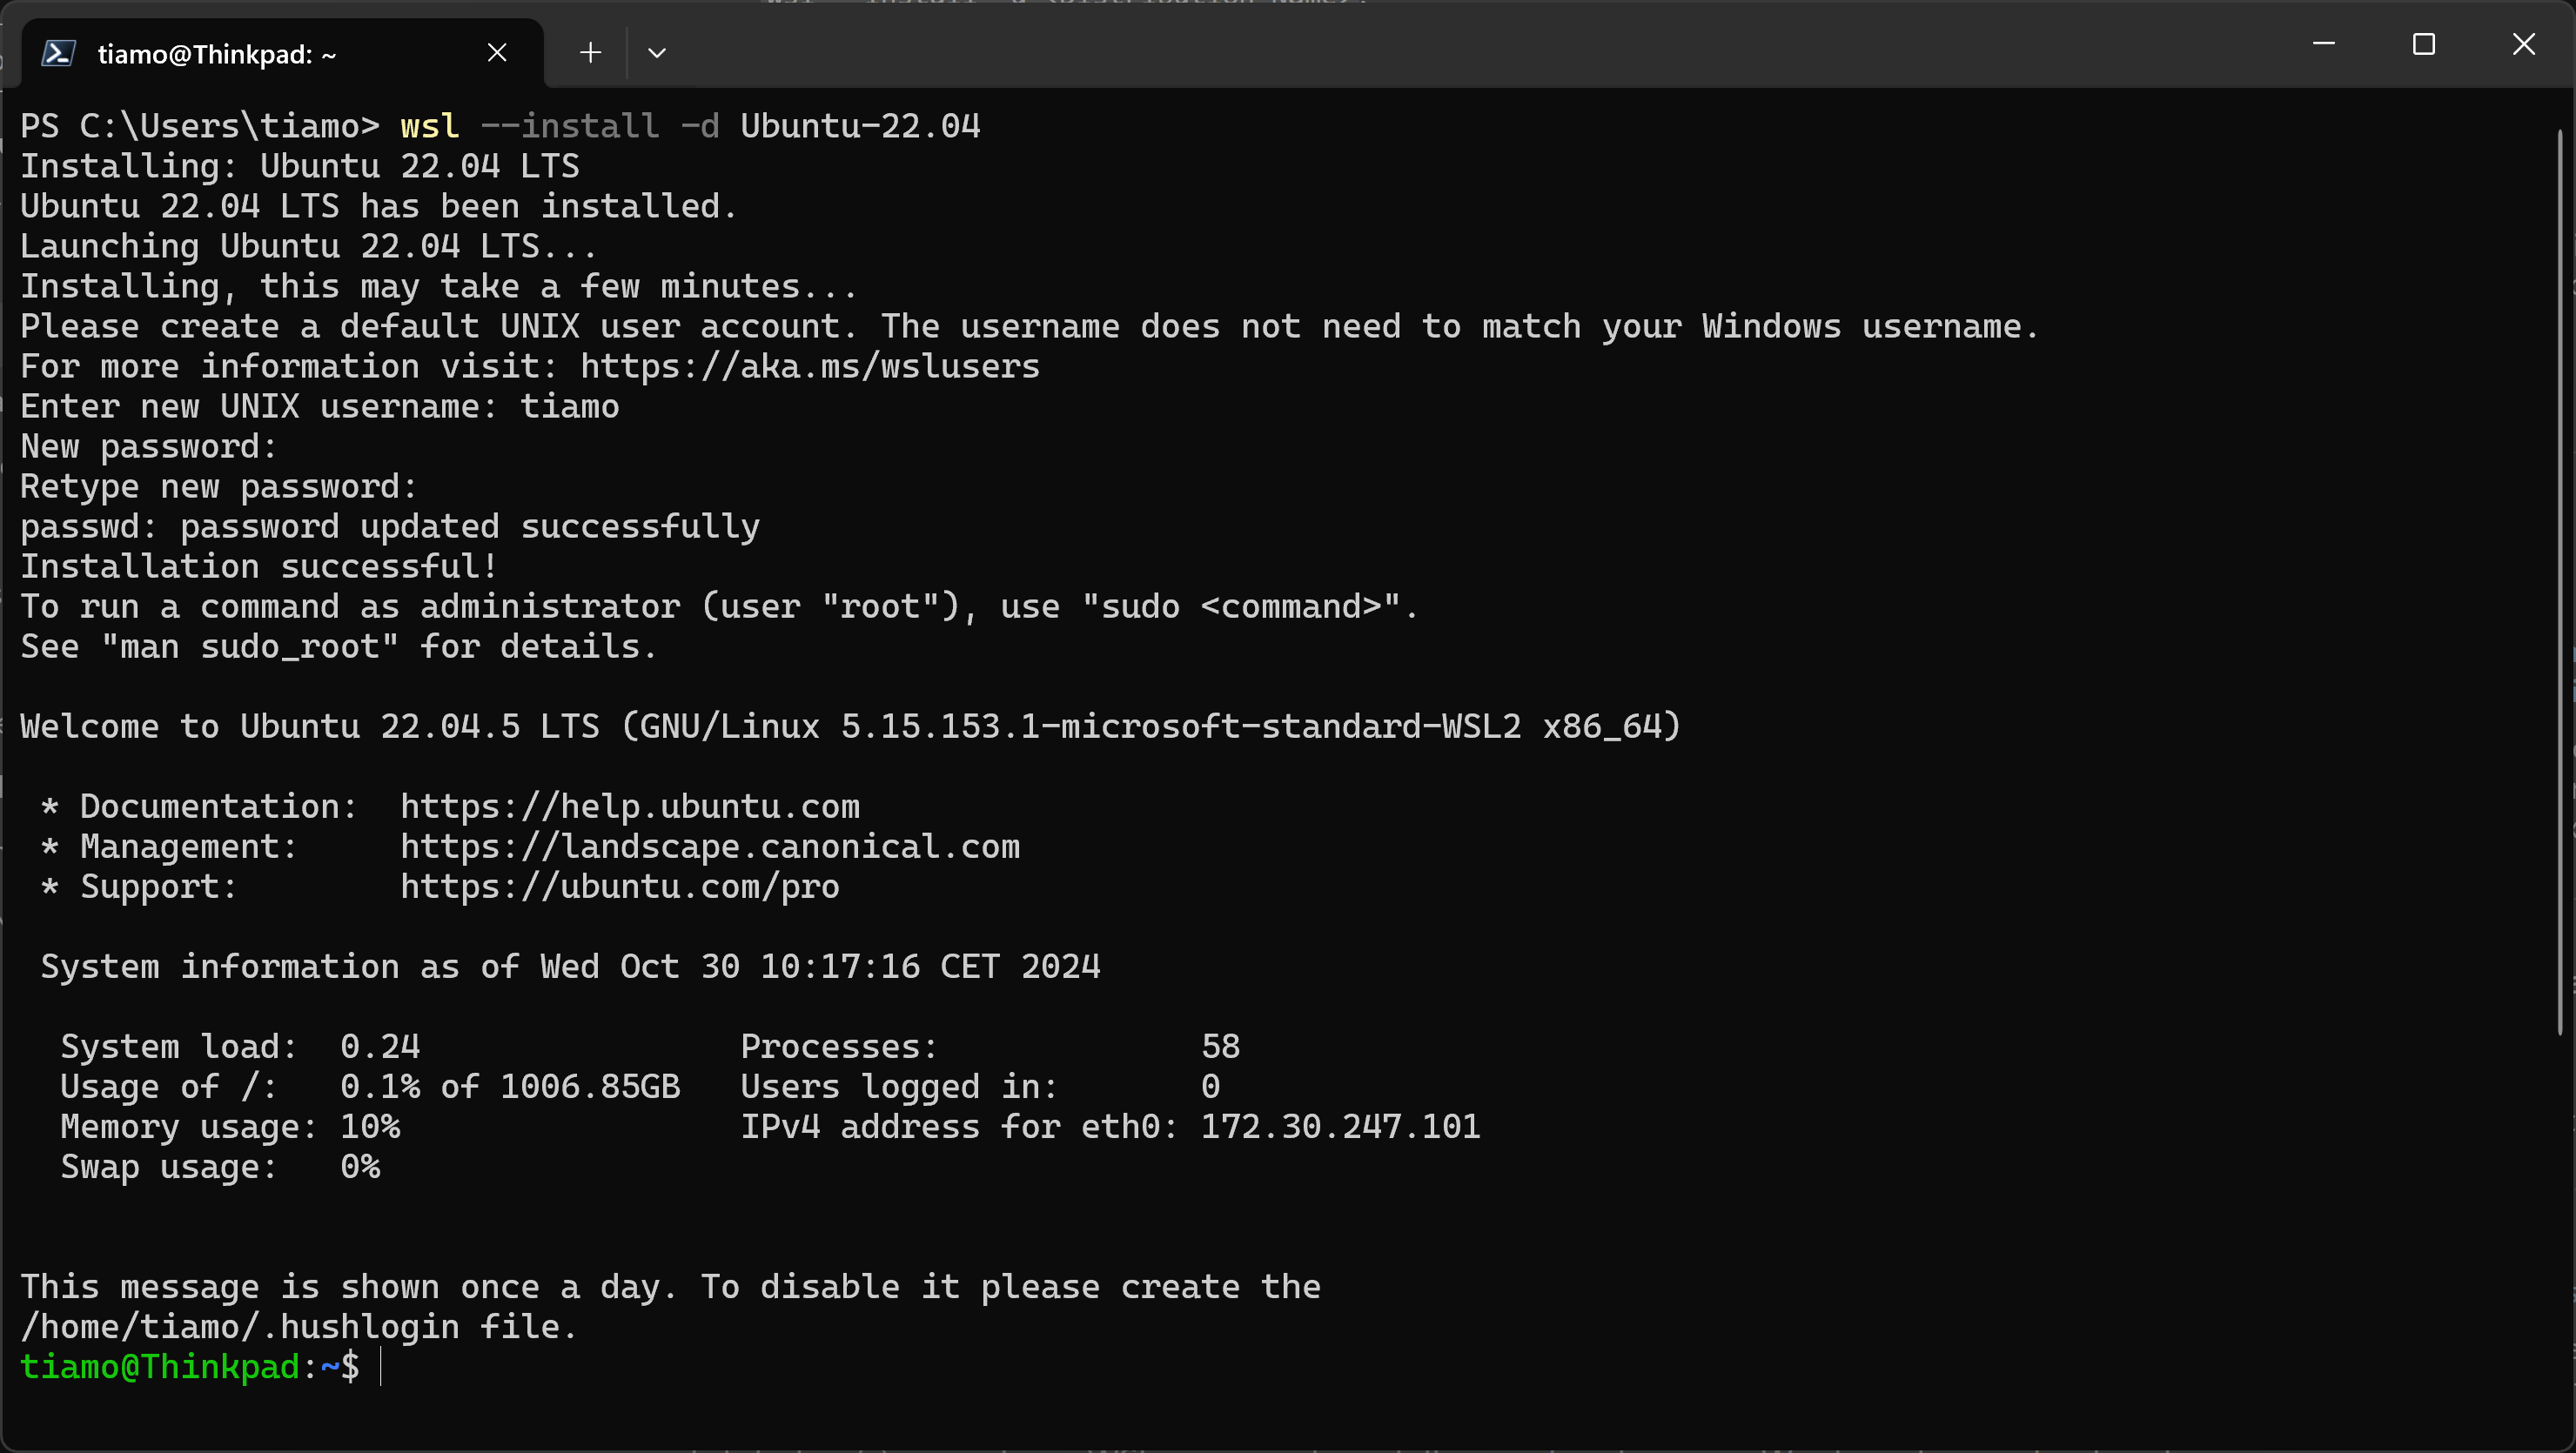 tiamo@Thinkpad: ~
PS C:\Users\tiamo> wsl --install -d Ubuntu-22.04
Installing: Ubuntu 22.04 LTS
Ubuntu 22.04 LTS has been installed.
Launching Ubuntu 22.04 LTS...
Installing, this may take a few minutes...
Please create a default UNIX user account. The username does not need to match your Windows username.
For more information visit: https://aka.ms/wslusers
Enter new UNIX username: tiamo
New password:
Retype new password:
passwd: password updated successfully
Installation successful!
To run a command as administrator (user "root"), use "sudo <command>".
See "man sudo_root" for details.

Welcome to Ubuntu 22.04.5 LTS (GNU/Linux 5.15.153.1-microsoft-standard-WSL2 x86_64)

 * Documentation:  https://help.ubuntu.com
 * Management:     https://landscape.canonical.com
 * Support:        https://ubuntu.com/pro

 System information as of Wed Oct 30 10:17:16 CET 2024

  System load:  0.24                Processes:             58
  Usage of /:   0.1% of 1006.85GB   Users logged in:       0
  Memory usage: 10%                 IPv4 address for eth0: 172.30.247.101
  Swap usage:   0%


This message is shown once a day. To disable it please create the
/home/tiamo/.hushlogin file.
tiamo@Thinkpad:~$